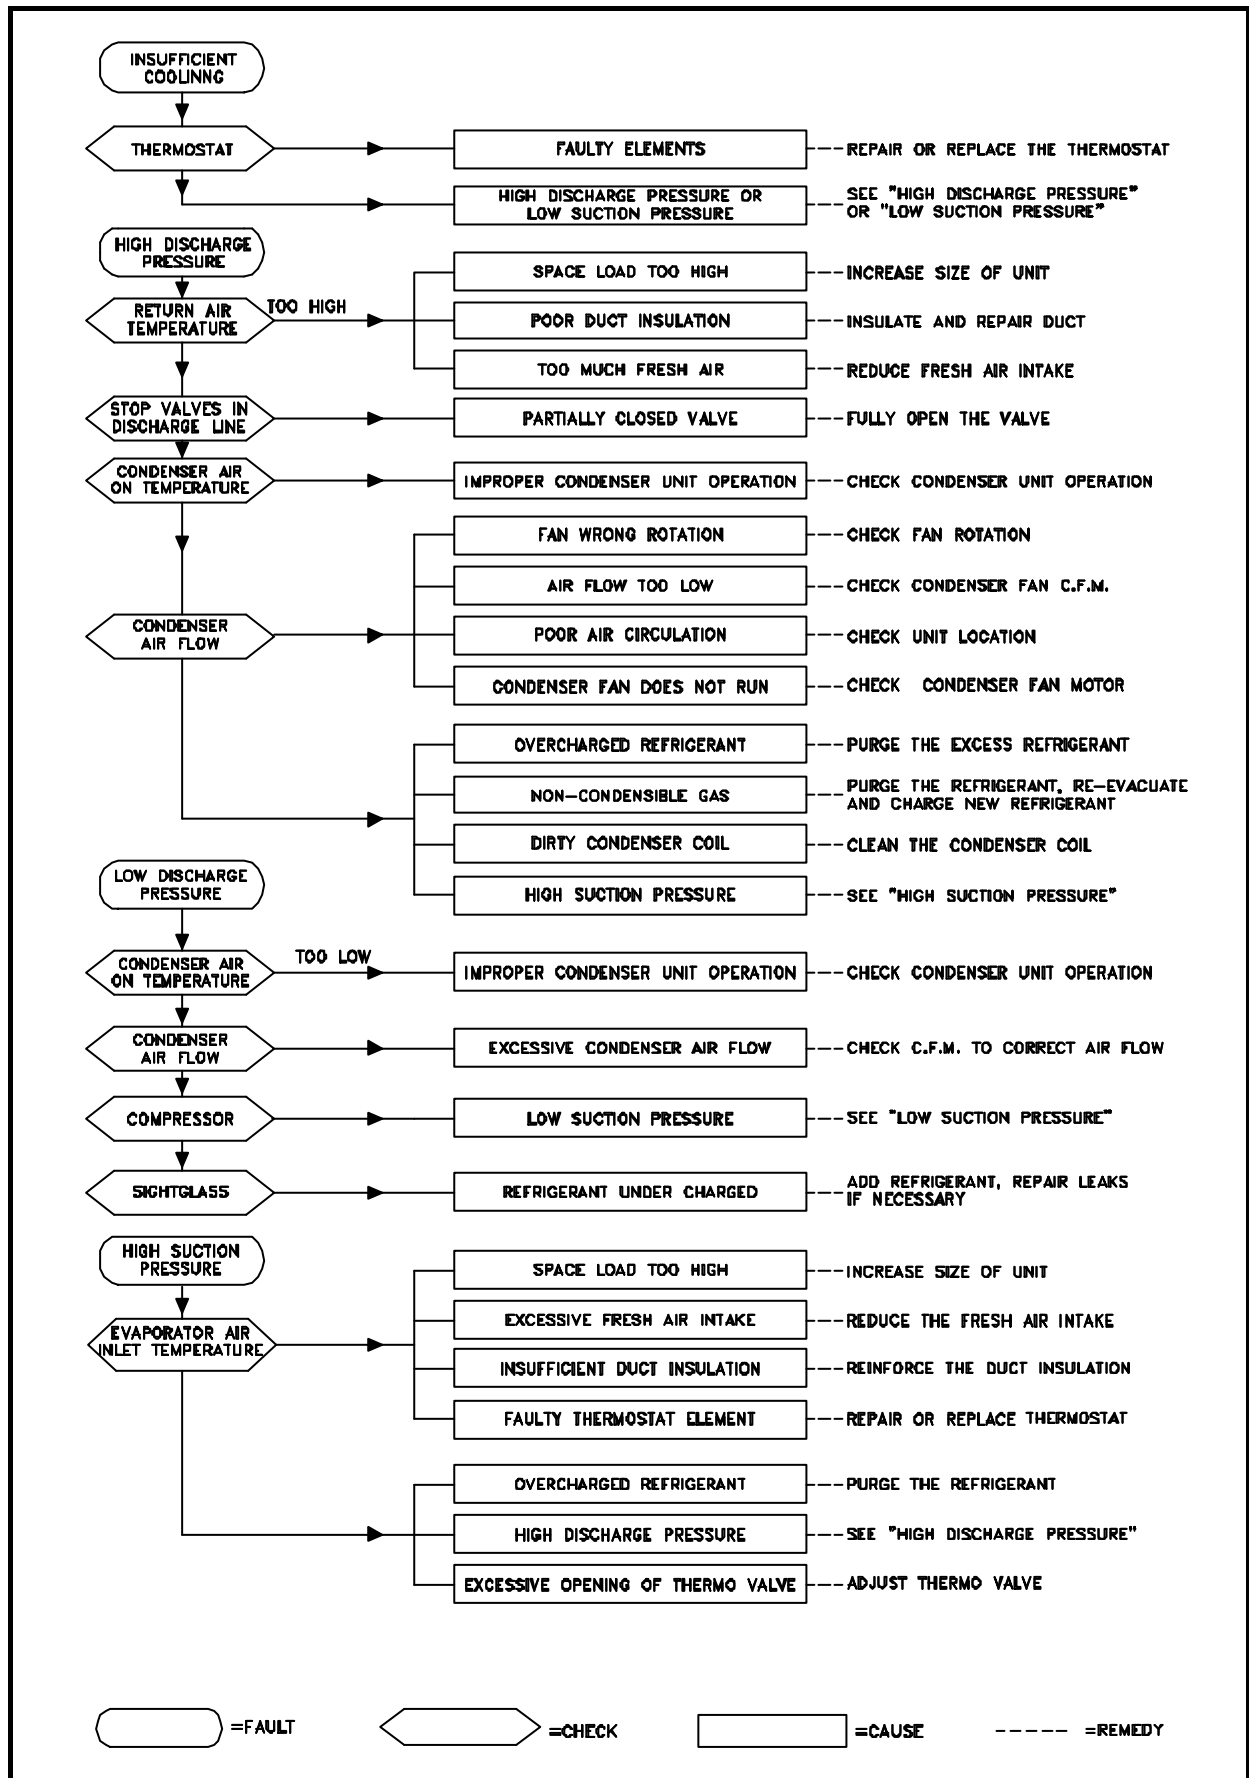 INSUFFICIENT
COOLINNG
THERMOSTAT
FAULTY ELEMENTS
REPAIR OR REPLACE THE THERMOSTAT
HIGH DISCHARGE PRESSURE OR
LOW SUCTION PRESSURE
SEE "HIGH DISCHARGE PRESSURE"
OR "LOW SUCTION PRESSURE"
HIGH DISCHARGE
PRESSURE
RETURN AIR
TEMPERATURE
TOO HIGH
SPACE LOAD TOO HIGH
INCREASE SIZE OF UNIT
POOR DUCT INSULATION
INSULATE AND REPAIR DUCT
TOO MUCH FRESH AIR
REDUCE FRESH AIR INTAKE
STOP VALVES IN
DISCHARGE LINE
PARTIALLY CLOSED VALVE
FULLY OPEN THE VALVE
CONDENSER AIR
ON TEMPERATURE
IMPROPER CONDENSER UNIT OPERATION
CHECK CONDENSER UNIT OPERATION
FAN WRONG ROTATION
CHECK FAN ROTATION
AIR FLOW TOO LOW
CHECK CONDENSER FAN C.F.M.
CONDENSER
AIR FLOW
POOR AIR CIRCULATION
CHECK UNIT LOCATION
CONDENSER FAN DOES NOT RUN
CHECK CONDENSER FAN MOTOR
OVERCHARGED REFRIGERANT
PURGE THE EXCESS REFRIGERANT
NON-CONDENSIBLE GAS
PURGE THE REFRIGERANT, RE-EVACUATE
AND CHARGE NEW REFRIGERANT
DIRTY CONDENSER COIL
CLEAN THE CONDENSER COIL
HIGH SUCTION PRESSURE
SEE "HIGH SUCTION PRESSURE"
LOW DISCHARGE
PRESSURE
CONDENSER AIR
ON TEMPERATURE
TOO LOW
IMPROPER CONDENSER UNIT OPERATION
CHECK CONDENSER UNIT OPERATION
CONDENSER
AIR FLOW
EXCESSIVE CONDENSER AIR FLOW
CHECK C.F.M. TO CORRECT AIR FLOW
COMPRESSOR
LOW SUCTION PRESSURE
SEE "LOW SUCTION PRESSURE"
SIGHTGLASS
REFRIGERANT UNDER CHARGED
ADD REFRIGERANT, REPAIR LEAKS
IF NECESSARY
HIGH SUCTION
PRESSURE
SPACE LOAD TOO HIGH
INCREASE SIZE OF UNIT
EXCESSIVE FRESH AIR INTAKE
REDUCE THE FRESH AIR INTAKE
EVAPORATOR AIR
INLET TEMPERATURE
INSUFFICIENT DUCT INSULATION
REINFORCE THE DUCT INSULATION
FAULTY THERMOSTAT ELEMENT
REPAIR OR REPLACE THERMOSTAT
OVERCHARGED REFRIGERANT
PURGE THE REFRIGERANT
HIGH DISCHARGE PRESSURE
SEE "HIGH DISCHARGE PRESSURE"
EXCESSIVE OPENING OF THERMO VALVE
ADJUST THERMO VALVE
=FAULT
=CHECK
=CAUSE
=REMEDY